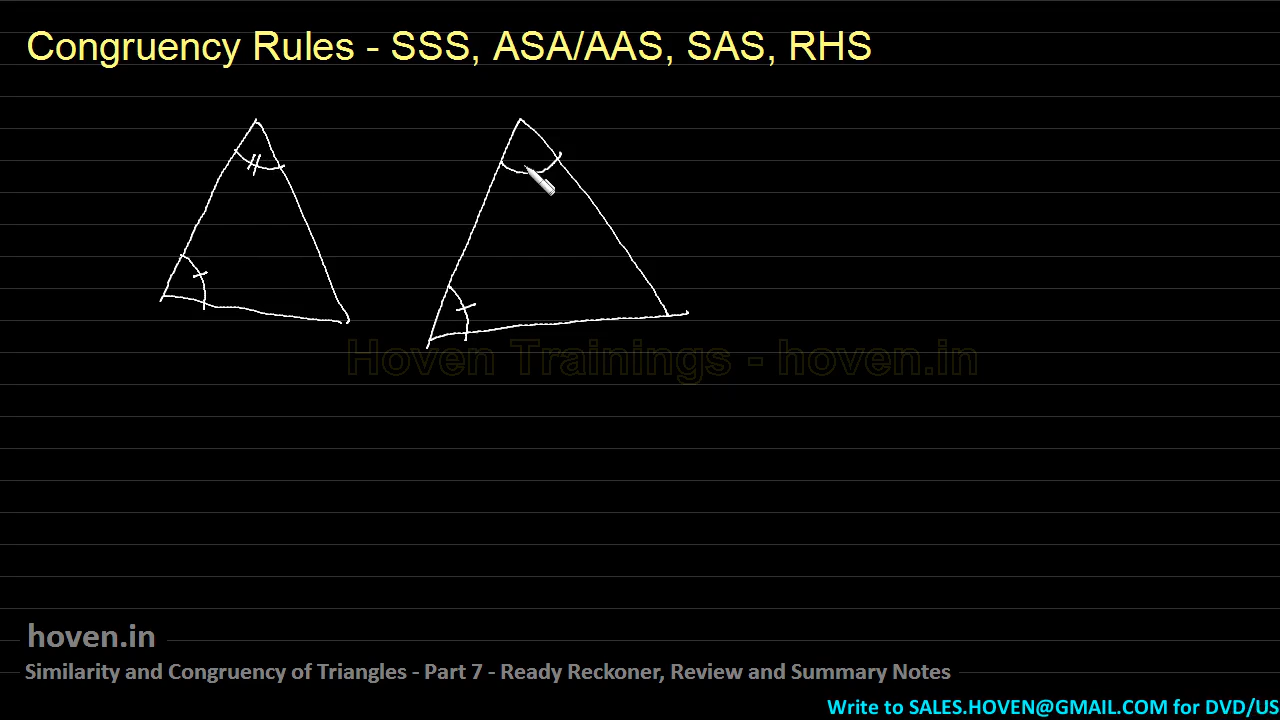 Congruency Rules - SSS, ASA/AAS, SAS, RHS
Hoven Trainings - hoven.in
hoven.in
Similarity and Congruency of Triangles - Part 7 - Ready Reckoner, Review and Summary Notes
Write to SALES.HOVEN@GMAIL.COM for DVD/US